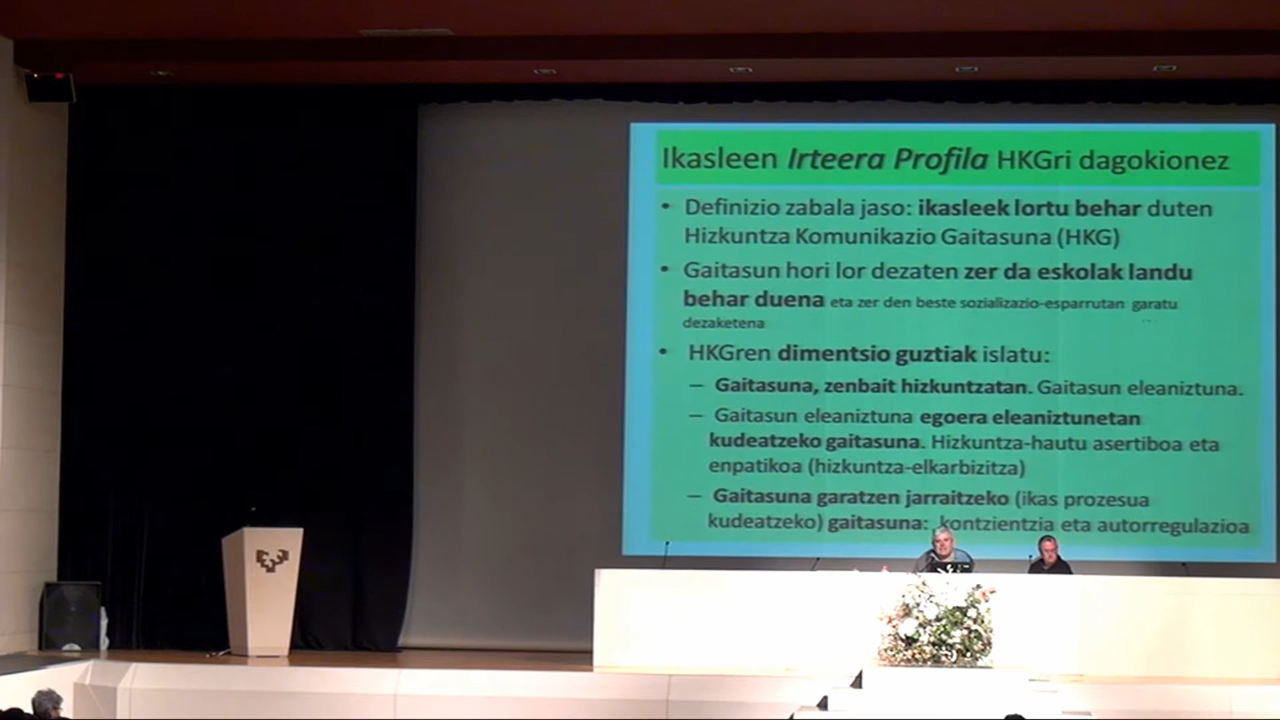 Ikasleen Irteera Profila HKGri dagokionez
• Definizio zabala jaso: ikasleek lortu behar duten
Hizkuntza Komunikazio Gaitasuna (HKG)
• Gaitasun hori lor dezaten zer da eskolak landu
behar duena eta zer den beste sozializazio-esparrutan garatu
dezaketena
• HKGren dimentsio guztiak islatu:
– Gaitasuna, zenbait hizkuntzatan. Gaitasun eleaniztuna.
– Gaitasun eleaniztuna egoera eleaniztunetan
kudeatzeko gaitasuna. Hizkuntza-hautu asertiboa eta
enpatikoa (hizkuntza-elkarbizitza)
– Gaitasuna garatzen jarraitzeko (ikas prozesua
kudeatzeko) gaitasuna: kontzientzia eta autorregulazioa